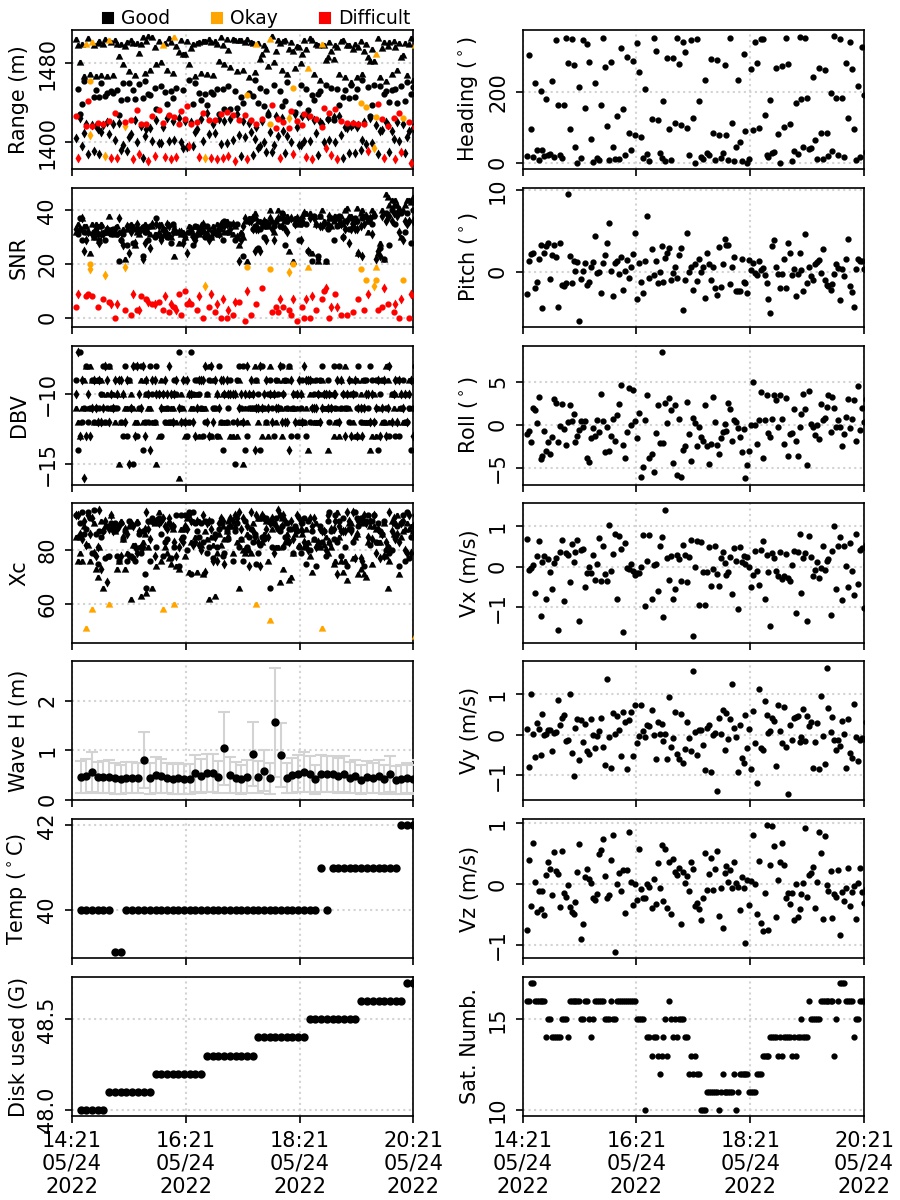 Good Okay Difficult
Range (m)
1480
1400
Heading (°)
200
0
SNR
40
20
0
Pitch (°)
10
0
DBV
−10
−15
Roll (°)
5
0
−5
Xc
80
60
Vx (m/s)
1
0
−1
Wave H (m)
2
1
0
Vy (m/s)
1
0
−1
Temp (°C)
42
40
Vz (m/s)
1
0
−1
Disk used (G)
48.5
48.0
Sat. Numb.
15
10
14:21 16:21 18:21 20:21 14:21 16:21 18:21 20:21
05/24 05/24 05/24 05/24 05/24 05/24 05/24 05/24
2022 2022 2022 2022 2022 2022 2022 2022